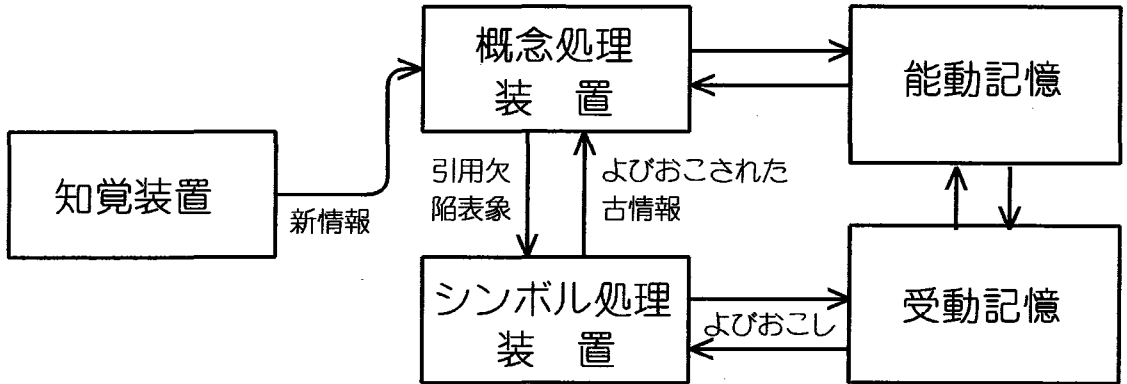 概念処理
装 置
能動記憶
知覚装置
新情報
引用欠
陥表象
よびおこされた
古情報
シンボル処理
装 置
よびおこし
受動記憶